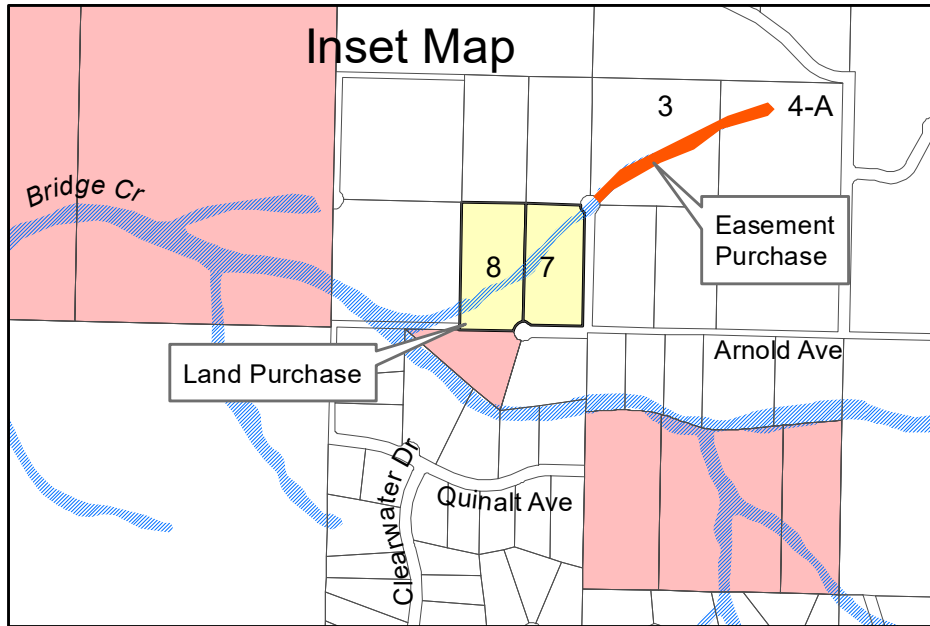 Inset Map
3
4-A
Bridge Cr
Easement
Purchase
8
7
Arnold Ave
Land Purchase
Clearwater Dr
Quinalt Ave